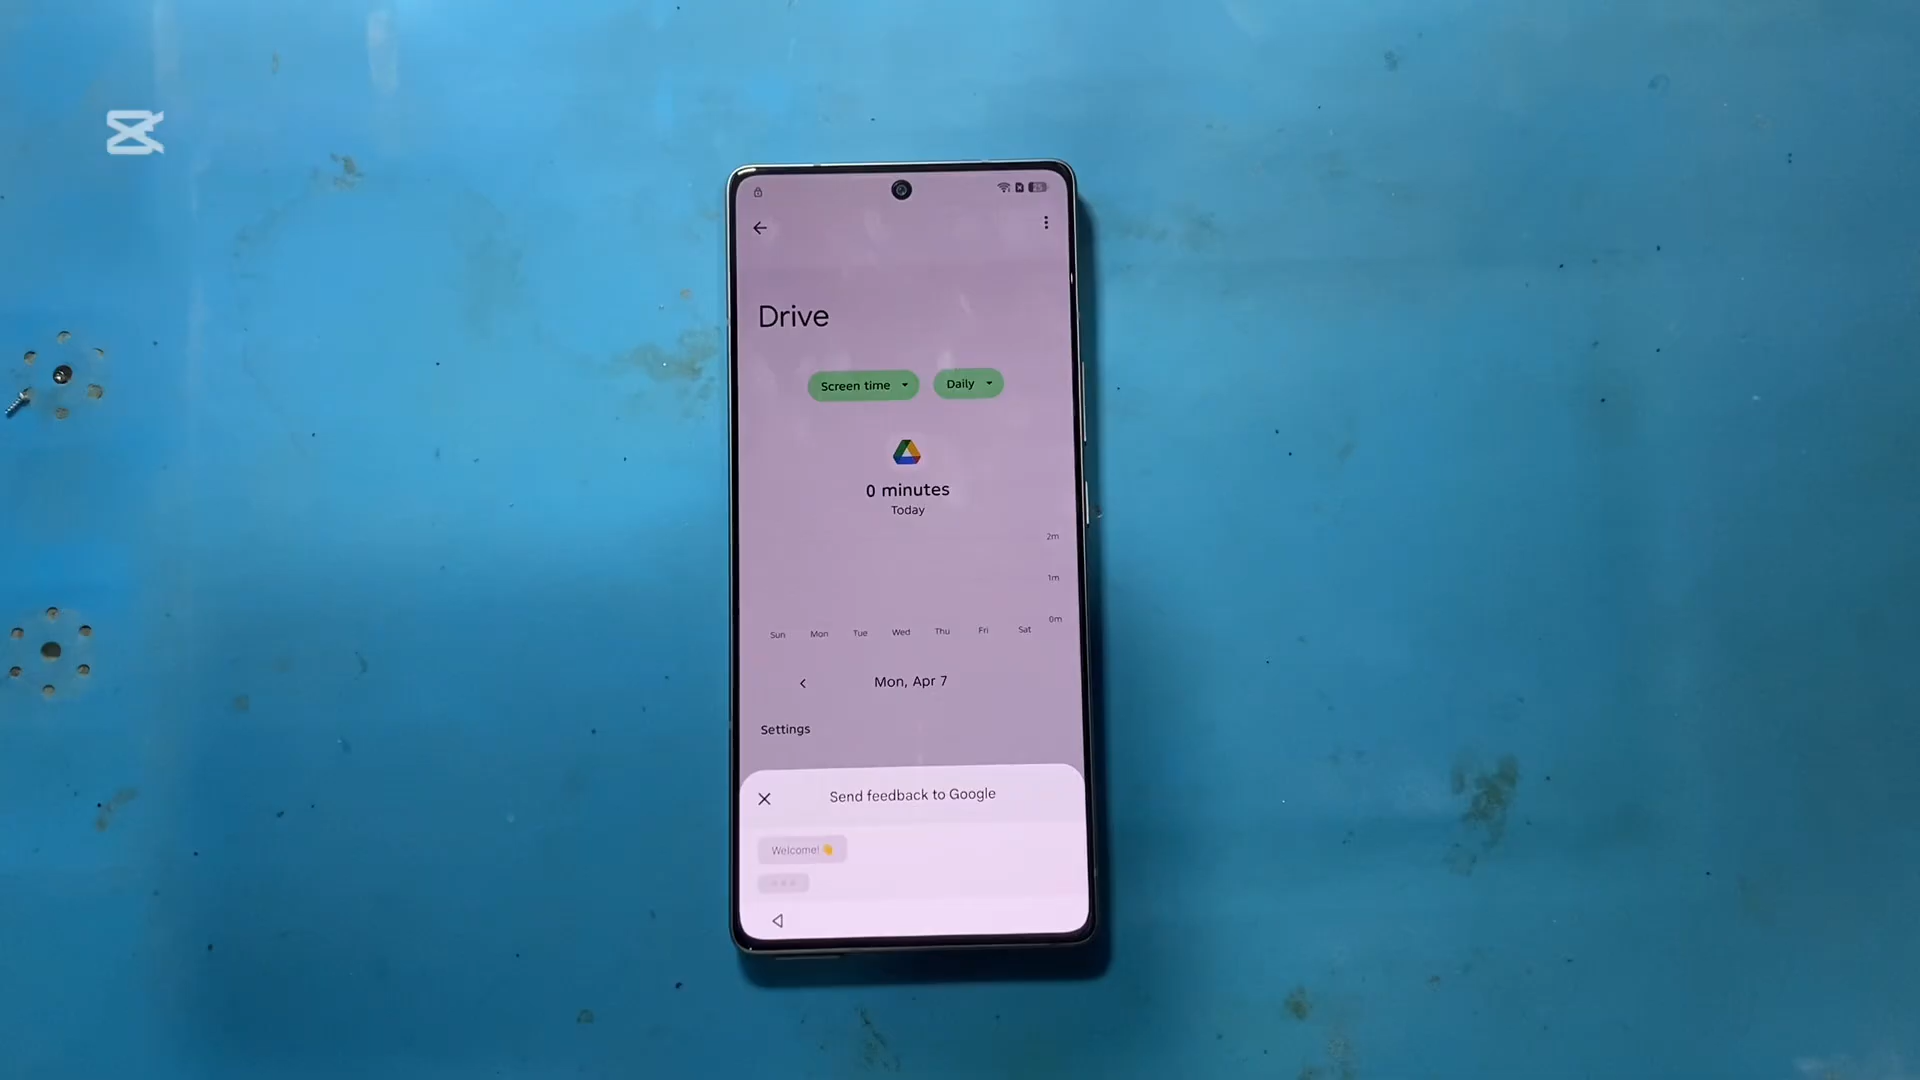 Drive
Screen time
Daily
0 minutes
Today
2m
1m
0m
Sun Mon Tue Wed Thu Fri Sat
Mon, Apr 7
Settings
Send feedback to Google
Welcome!👋